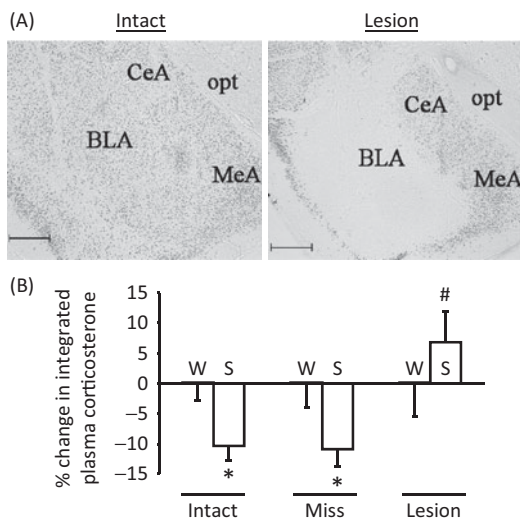 (A) Intact Lesion
CeA opt
BLA
MeA
CeA opt
BLA
MeA
(B)
% change in integrated
plasma corticosterone
15
10
5
0
−5
−10
−15
W S W S W S
#
* *
Intact Miss Lesion